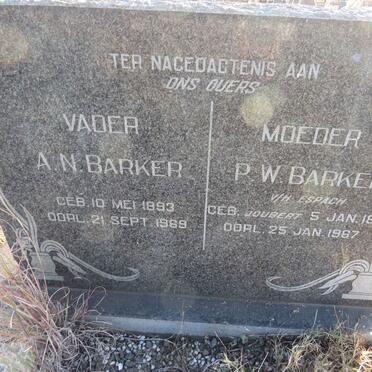 TER NAGEDAGTENIS AAN
ONS OUERS
VADER
A.N. BARKER
GEB. 10 MEI 1893
OORL. 21 SEPT. 1969
MOEDER
P.W. BARKER
V/H. ESPACH
GEB. JOUBERT 5 JAN.
OORL. 25 JAN. 1967